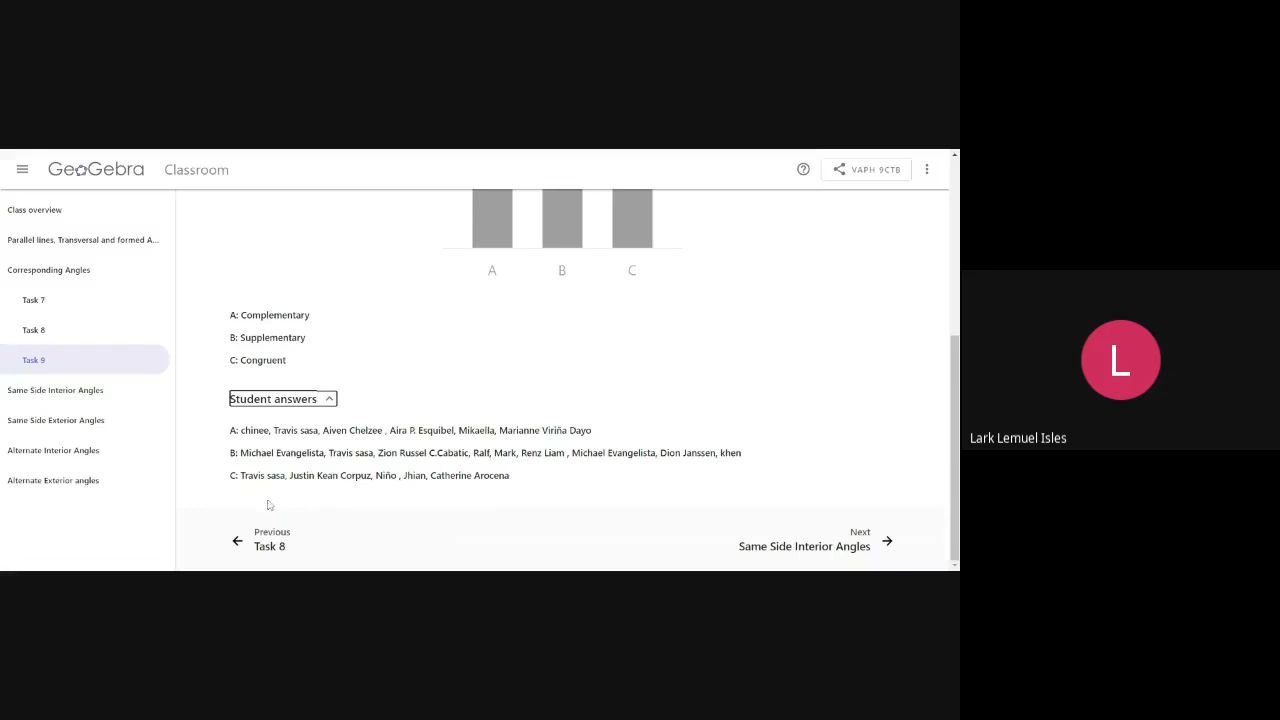 GeoGebra Classroom
VAPH 9CTB
Class overview
Parallel lines, Transversal and formed A...
Corresponding Angles
Task 7
Task 8
Task 9
Same Side Interior Angles
Same Side Exterior Angles
Alternate Interior Angles
Alternate Exterior angles
A B C
A: Complementary
B: Supplementary
C: Congruent
Student answers
A: chinee, Travis sasa, Aiven Chelzee , Aira P. Esquibel, Mikaella, Marianne Viriña Dayo
B: Michael Evangelista, Travis sasa, Zion Russel C.Cabatic, Ralf, Mark, Renz Liam , Michael Evangelista, Dion Janssen, khen
C: Travis sasa, Justin Kean Corpuz, Niño , Jhian, Catherine Arocena
Previous
Task 8
Next
Same Side Interior Angles
L
Lark Lemuel Isles